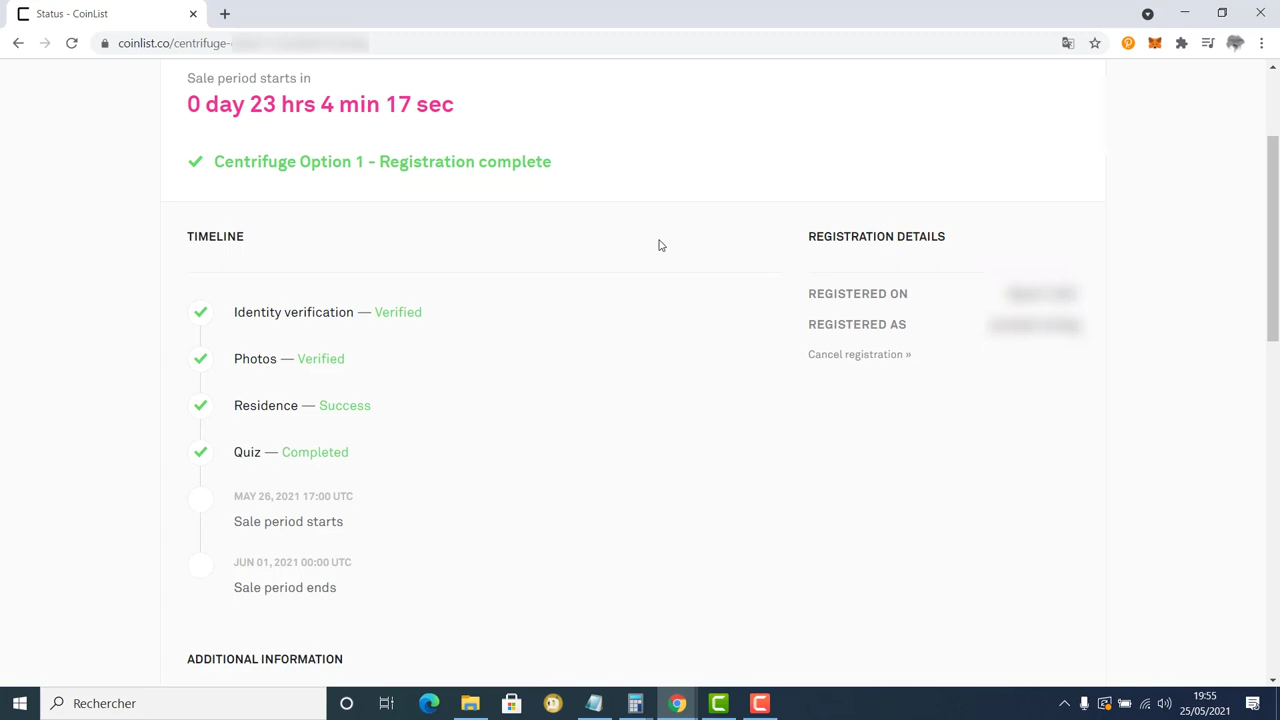 Status - CoinList
coinlist.co/centrifuge-
Sale period starts in
0 day 23 hrs 4 min 17 sec
Centrifuge Option 1 - Registration complete
TIMELINE
REGISTRATION DETAILS
Identity verification — Verified
REGISTERED ON
REGISTERED AS
Photos — Verified
Cancel registration »
Residence — Success
Quiz — Completed
MAY 26, 2021 17:00 UTC
Sale period starts
JUN 01, 2021 00:00 UTC
Sale period ends
ADDITIONAL INFORMATION
Rechercher
19:55
25/05/2021